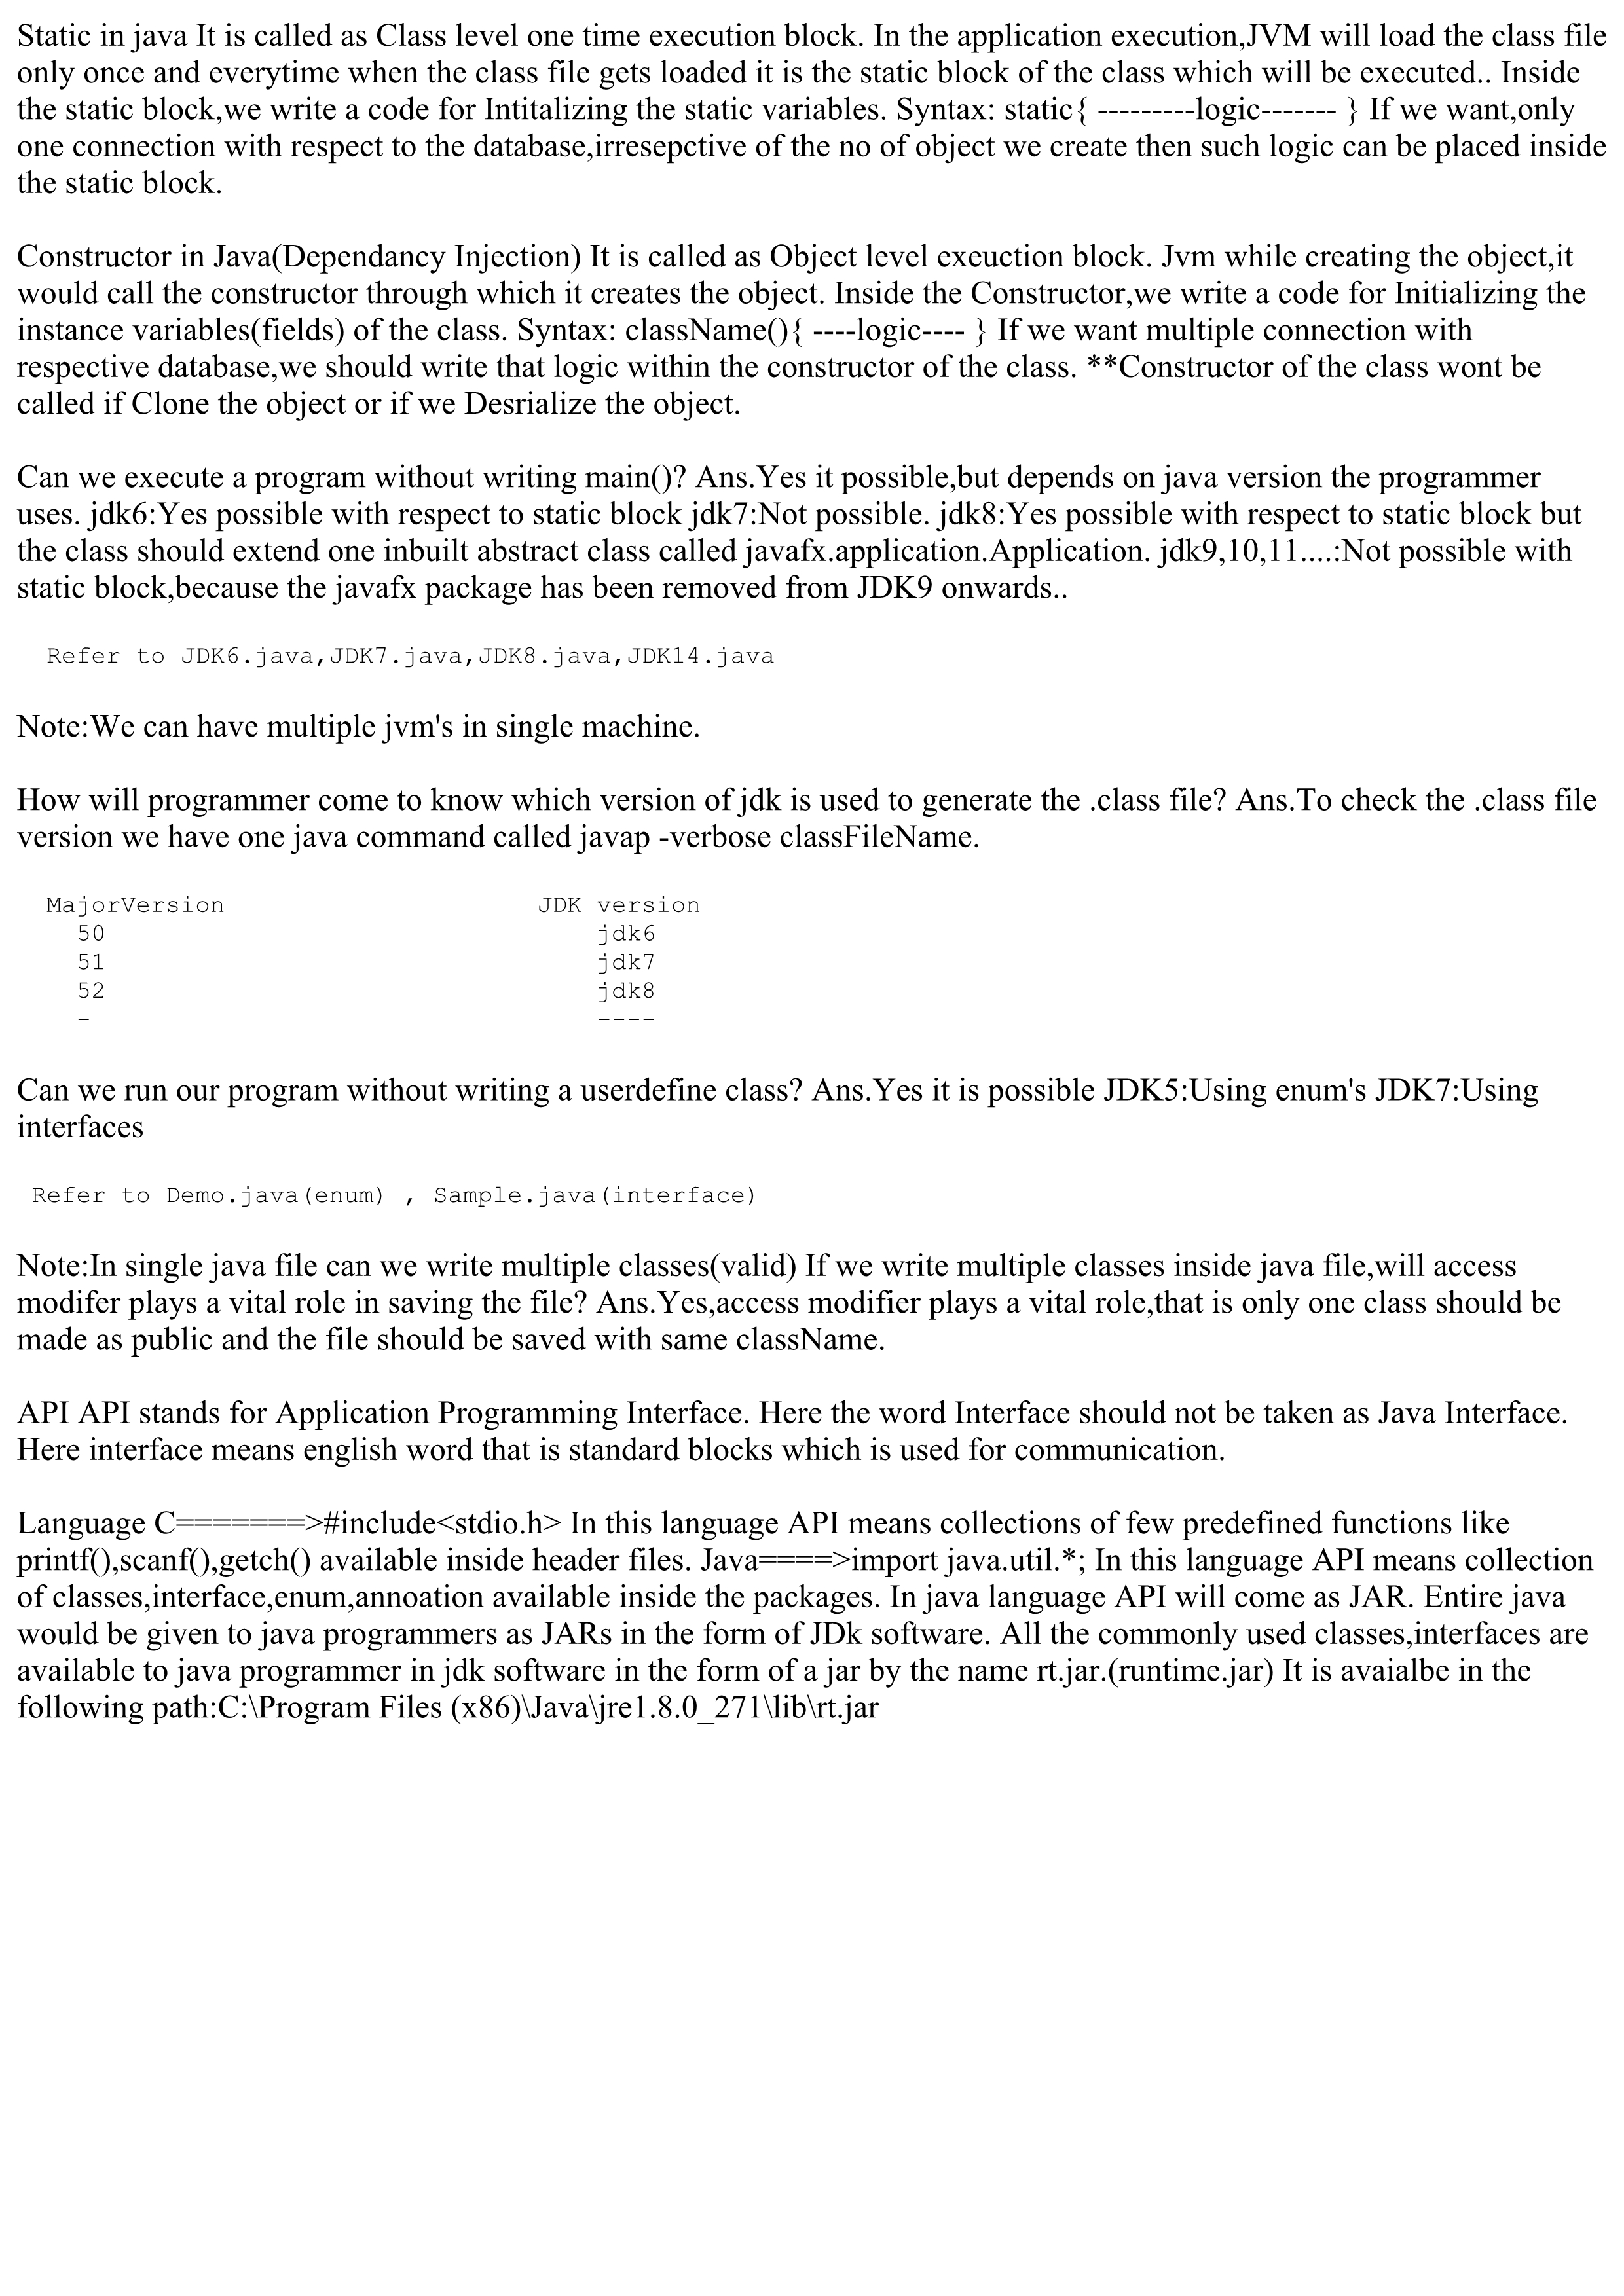 Static in java It is called as Class level one time execution block. In the application execution,JVM will load the class file
only once and everytime when the class file gets loaded it is the static block of the class which will be executed.. Inside
the static block,we write a code for Intitalizing the static variables. Syntax: static{ ---------logic------- } If we want,only
one connection with respect to the database,irresepctive of the no of object we create then such logic can be placed inside
the static block.
Constructor in Java(Dependancy Injection) It is called as Object level exeuction block. Jvm while creating the object,it
would call the constructor through which it creates the object. Inside the Constructor,we write a code for Initializing the
instance variables(fields) of the class. Syntax: className(){ ----logic---- } If we want multiple connection with
respective database,we should write that logic within the constructor of the class. **Constructor of the class wont be
called if Clone the object or if we Desrialize the object.
Can we execute a program without writing main()? Ans.Yes it possible,but depends on java version the programmer
uses. jdk6:Yes possible with respect to static block jdk7:Not possible. jdk8:Yes possible with respect to static block but
the class should extend one inbuilt abstract class called javafx.application.Application. jdk9,10,11....:Not possible with
static block,because the javafx package has been removed from JDK9 onwards..
Refer to JDK6.java,JDK7.java,JDK8.java,JDK14.java
Note:We can have multiple jvm's in single machine.
How will programmer come to know which version of jdk is used to generate the .class file? Ans.To check the .class file
version we have one java command called javap -verbose classFileName.
MajorVersion JDK version
50 jdk6
51 jdk7
52 jdk8
- ----
Can we run our program without writing a userdefine class? Ans.Yes it is possible JDK5:Using enum's JDK7:Using
interfaces
Refer to Demo.java(enum) , Sample.java(interface)
Note:In single java file can we write multiple classes(valid) If we write multiple classes inside java file,will access
modifer plays a vital role in saving the file? Ans.Yes,access modifier plays a vital role,that is only one class should be
made as public and the file should be saved with same className.
API API stands for Application Programming Interface. Here the word Interface should not be taken as Java Interface.
Here interface means english word that is standard blocks which is used for communication.
Language C=======>#include<stdio.h> In this language API means collections of few predefined functions like
printf(),scanf(),getch() available inside header files. Java====>import java.util.*; In this language API means collection
of classes,interface,enum,annoation available inside the packages. In java language API will come as JAR. Entire java
would be given to java programmers as JARs in the form of JDk software. All the commonly used classes,interfaces are
available to java programmer in jdk software in the form of a jar by the name rt.jar.(runtime.jar) It is avaialbe in the
following path:C:\Program Files (x86)\Java\jre1.8.0_271\lib\rt.jar